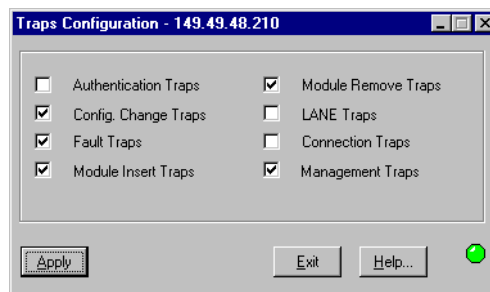 Traps Configuration - 149.49.48.210
Authentication Traps
Config. Change Traps
Fault Traps
Module Insert Traps
Module Remove Traps
LANE Traps
Connection Traps
Management Traps
Apply
Exit
Help...